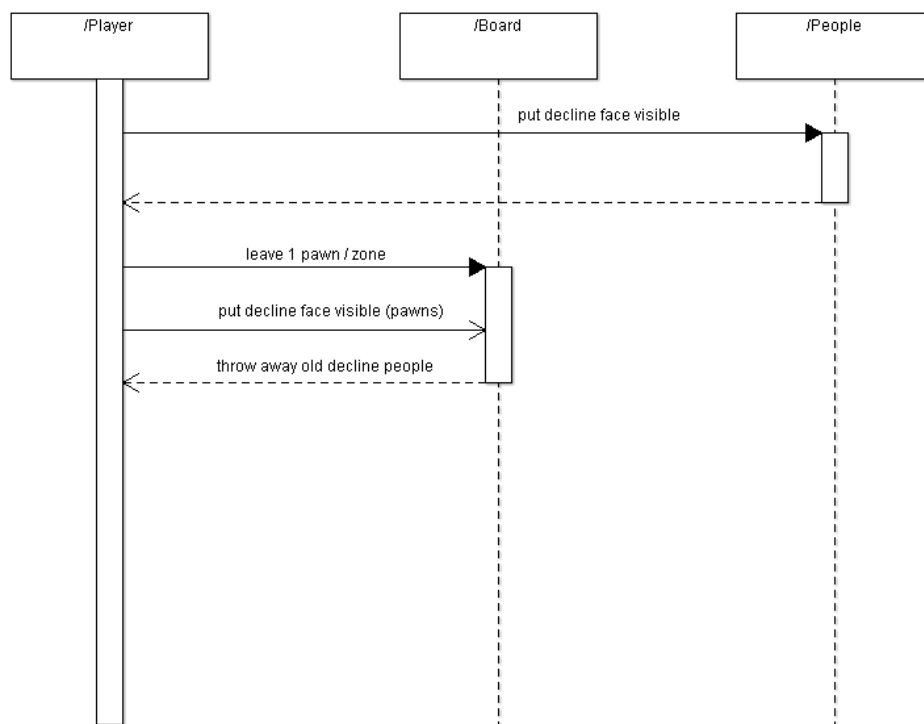 /Player
/Board
/People
put decline face visible
leave 1 pawn / zone
put decline face visible (pawns)
throw away old decline people